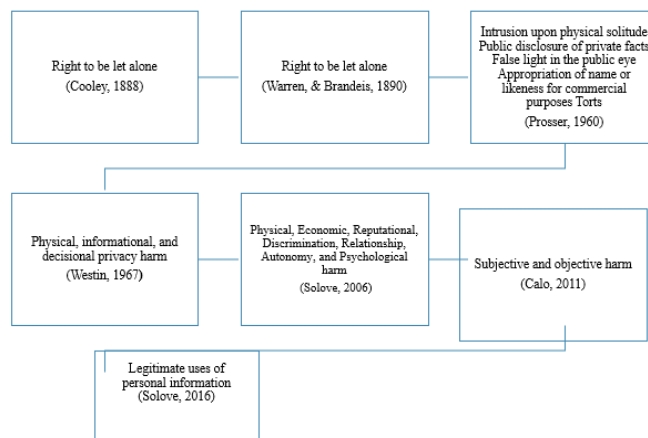 Right to be let alone
(Cooley, 1888)
Right to be let alone
(Warren, & Brandeis, 1890)
Intrusion upon physical solitude
Public disclosure of private facts
False light in the public eye
Appropriation of name or
likeness for commercial
purposes Torts
(Prosser, 1960)
Physical, informational, and
decisional privacy harm
(Westin, 1967)
Physical, Economic, Reputational,
Discrimination, Relationship,
Autonomy, and Psychological
harm
(Solove, 2006)
Subjective and objective harm
(Calo, 2011)
Legitimate uses of
personal information
(Solove, 2016)